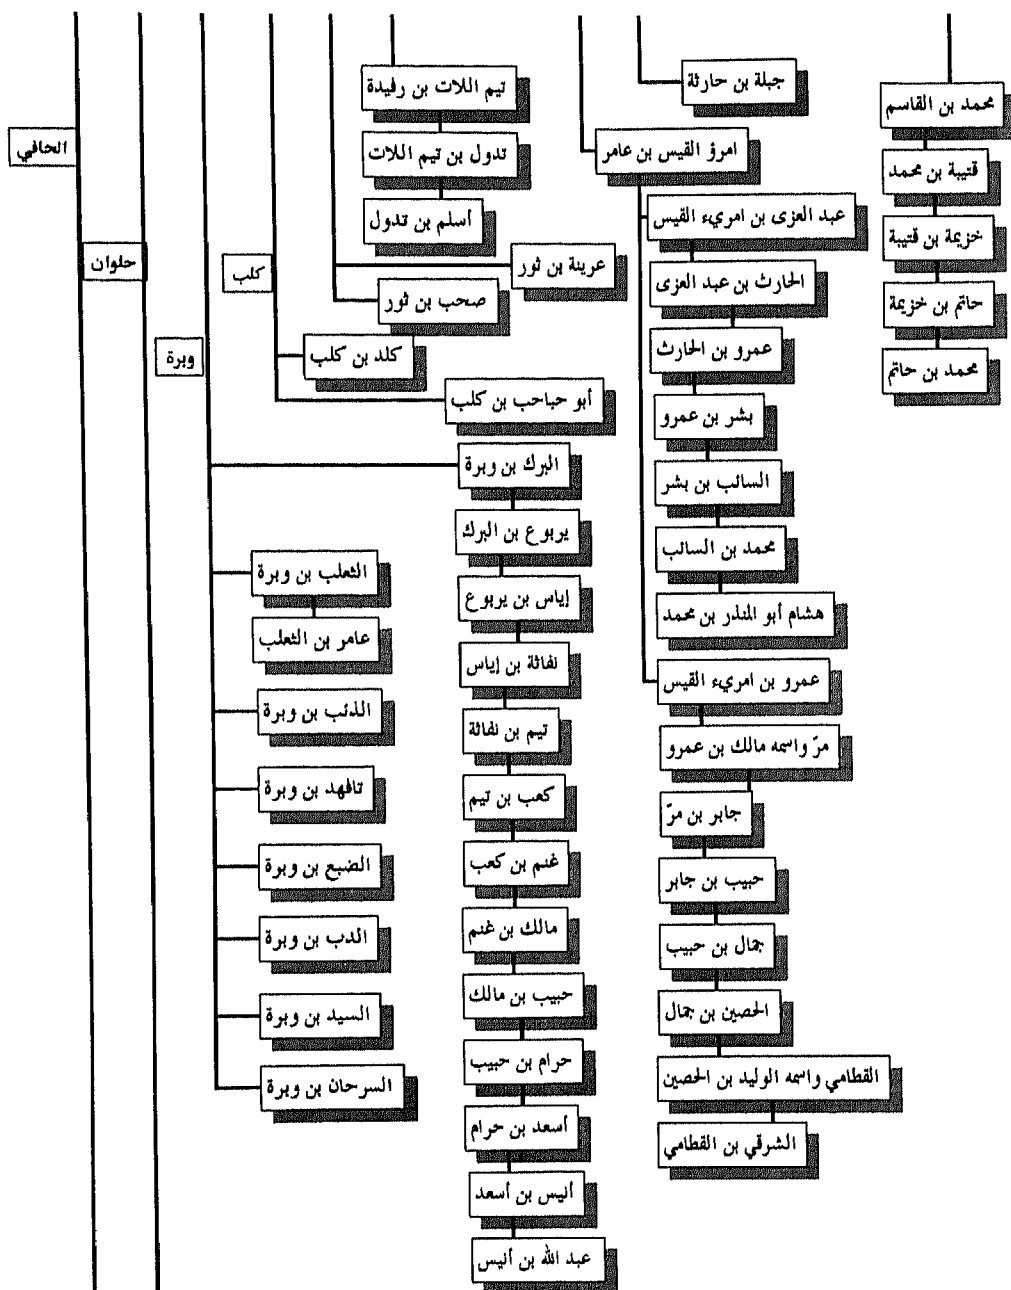 محمد بن القاسم
قتيبة بن محمد
خزيمة بن قتيبة
حاتم بن خزيمة
محمد بن حاتم
جبلة بن حارثة
امرؤ القيس بن عامر
عبد العزى بن امريء القيس
الحارث بن عبد العزى
عمرو بن الحارث
بشر بن عمرو
السائب بن بشر
محمد بن السائب
هشام أبو المنذر بن محمد
عمرو بن امريء القيس
مرّ واسمه مالك بن عمرو
جابر بن مرّ
حبيب بن جابر
جمال بن حبيب
الحصين بن جمال
القطامي واسمه الوليد بن الحصين
الشرقي بن القطامي
تيم اللات بن رفيدة
تدول بن تيم اللات
أسلم بن تدول
عرينة بن ثور
صحب بن ثور
كلب
كلد بن كلب
أبو حباحب بن كلب
وبرة
البرك بن وبرة
يربوع بن البرك
إياس بن يربوع
نفاثة بن إياس
تيم بن نفاثة
كعب بن تيم
غنم بن كعب
مالك بن غنم
حبيب بن مالك
حرام بن حبيب
أسعد بن حرام
أنيس بن أسعد
عبد الله بن أنيس
الثعلب بن وبرة
عامر بن الثعلب
الذئب بن وبرة
تافهد بن وبرة
الضبع بن وبرة
الدب بن وبرة
السيد بن وبرة
السرحان بن وبرة
حلوان
الحافي